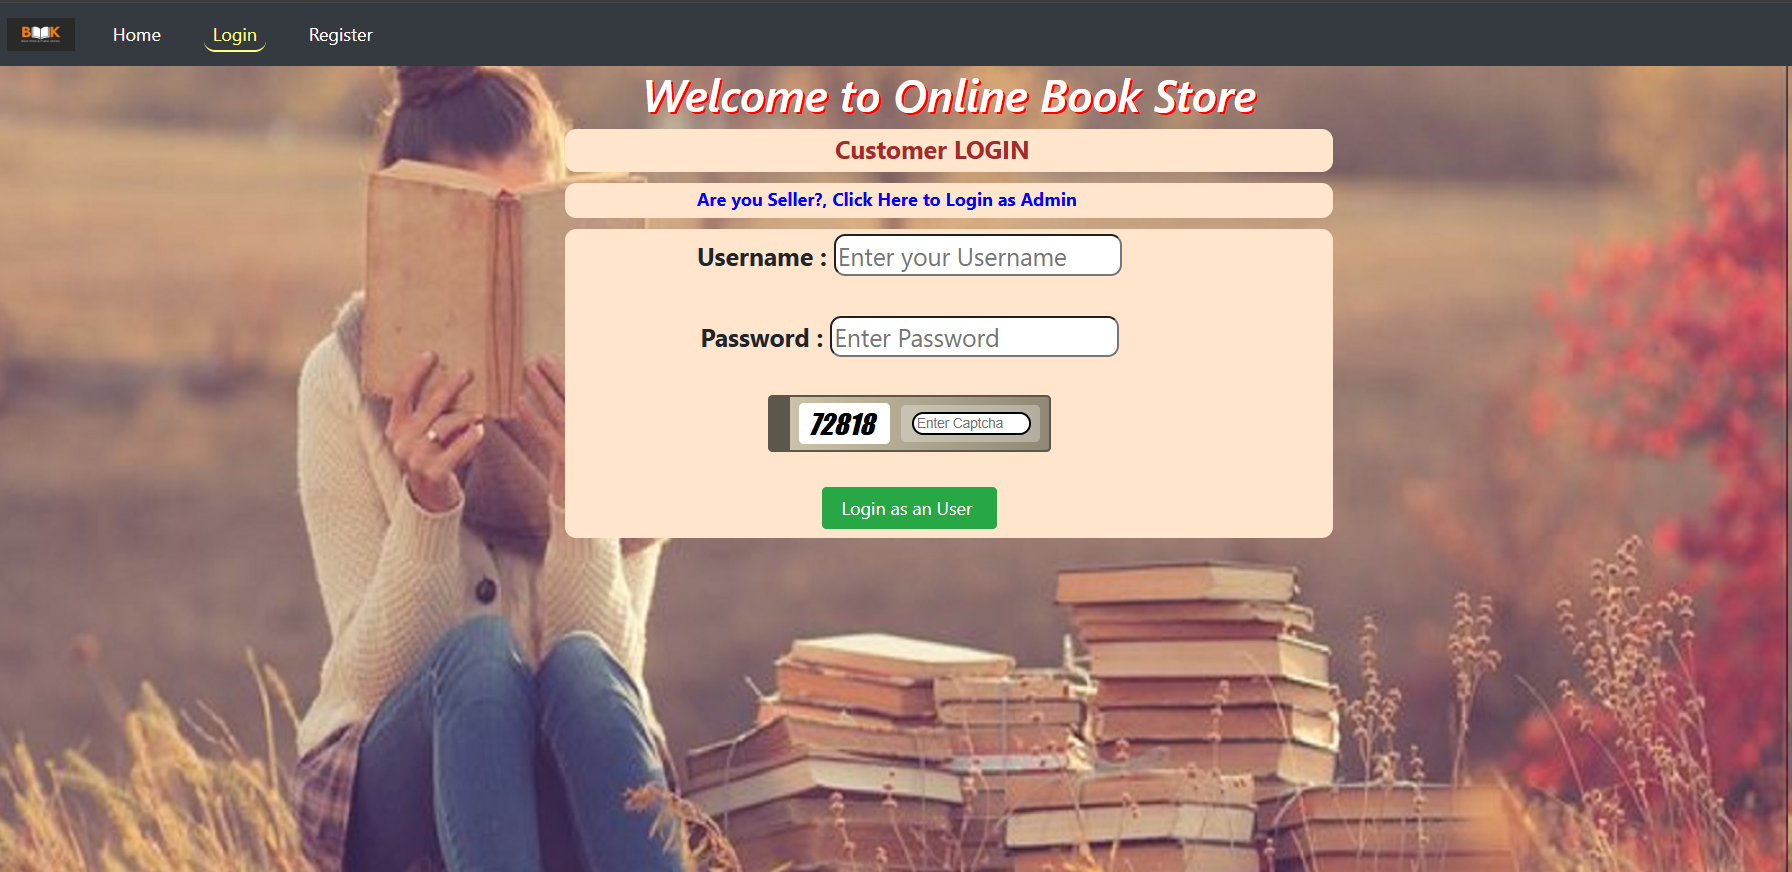 BOOK
Home Login Register
Welcome to Online Book Store
Customer LOGIN
Are you Seller?, Click Here to Login as Admin
Username : Enter your Username
Password : Enter Password
72818 Enter Captcha
Login as an User